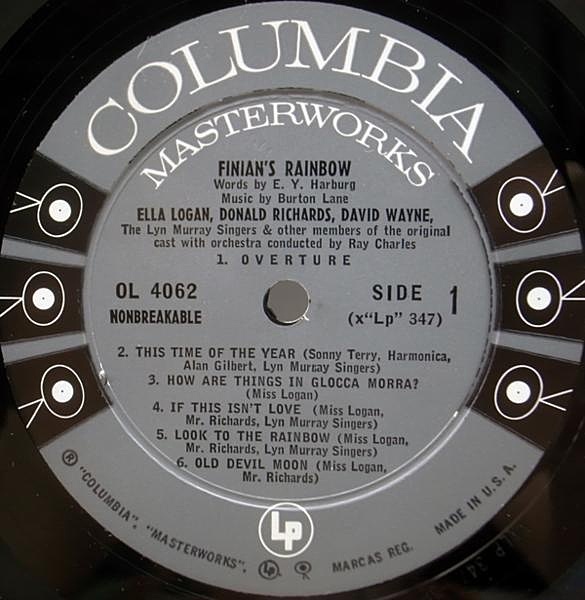 COLUMBIA
MASTERWORKS
FINIAN'S RAINBOW
Words by E. Y. Harburg
Music by Burton Lane
ELLA LOGAN, DONALD RICHARDS, DAVID WAYNE,
The Lyn Murray Singers & other members of the original
cast with orchestra conducted by Ray Charles
1. OVERTURE
OL 4062
NONBREAKABLE
SIDE 1
(x"Lp" 347)
2. THIS TIME OF THE YEAR (Sonny Terry, Harmonica,
Alan Gilbert, Lyn Murray Singers)
3. HOW ARE THINGS IN GLOCCA MORRA?
(Miss Logan)
4. IF THIS ISN'T LOVE (Miss Logan,
Mr. Richards, Lyn Murray Singers)
5. LOOK TO THE RAINBOW (Miss Logan,
Mr. Richards, Lyn Murray Singers)
6. OLD DEVIL MOON (Miss Logan,
Mr. Richards)
Lp
® "COLUMBIA", "MASTERWORKS", Lp MARCAS REG. MADE IN U.S.A.